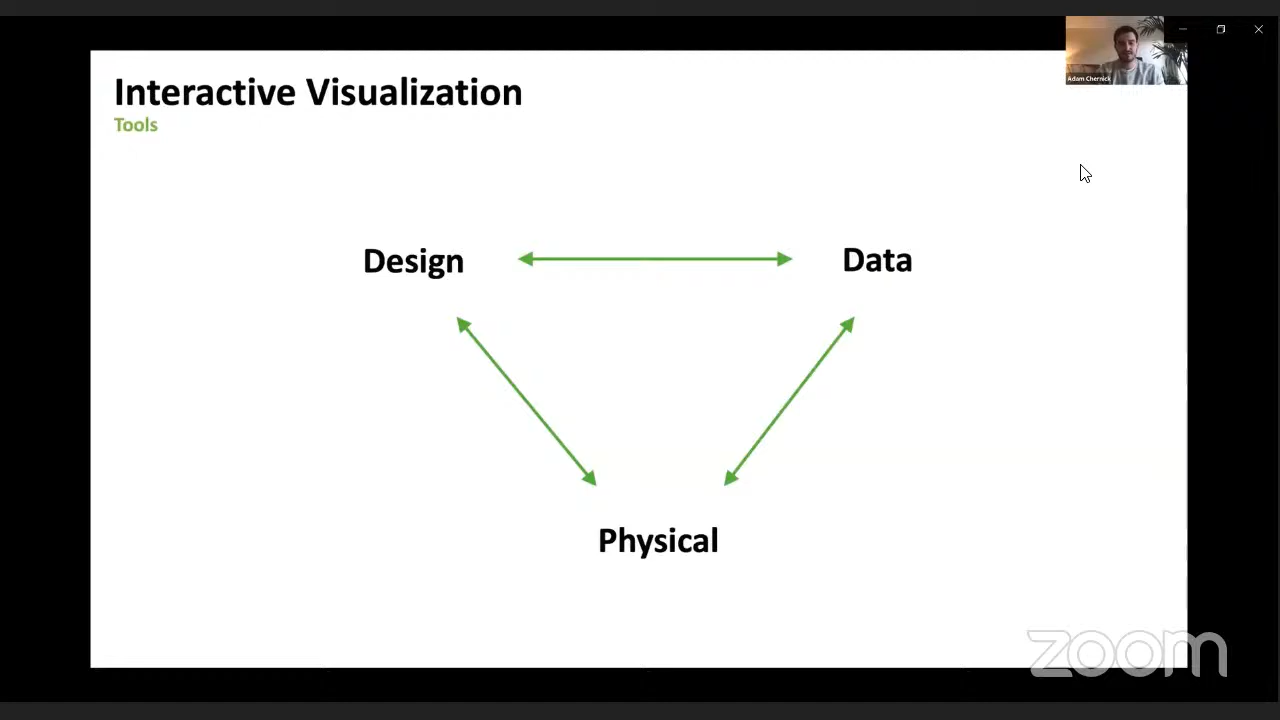 Interactive Visualization
Tools
Adam Chernick
Design
Data
Physical
zoom